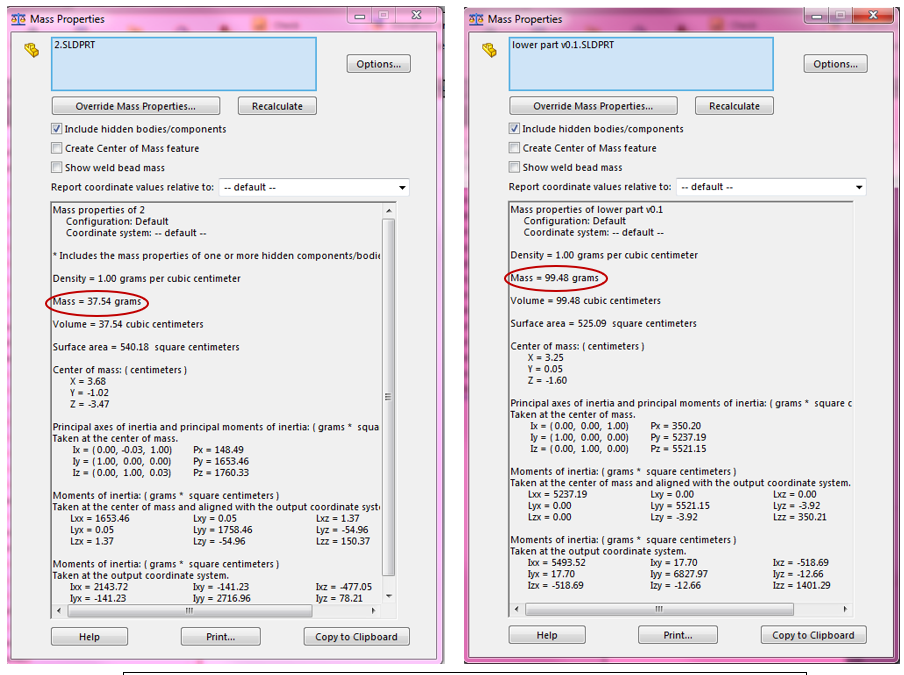 Mass Properties
2.SLDPRT
Options...
Override Mass Properties...
Recalculate
Include hidden bodies/components
Create Center of Mass feature
Show weld bead mass
Report coordinate values relative to:
-- default --
Mass properties of 2
Configuration: Default
Coordinate system: -- default --
* Includes the mass properties of one or more hidden components/bodie
Density = 1.00 grams per cubic centimeter
Mass = 37.54 grams
Volume = 37.54 cubic centimeters
Surface area = 540.18 square centimeters
Center of mass: ( centimeters )
X = 3.68
Y = -1.02
Z = -3.47
Principal axes of inertia and principal moments of inertia: ( grams * squa
Taken at the center of mass.
Ix = ( 0.00, -0.03, 1.00) Px = 148.49
Iy = ( 1.00, 0.00, 0.00) Py = 1653.46
Iz = ( 0.00, 1.00, 0.03) Pz = 1760.33
Moments of inertia: ( grams * square centimeters )
Taken at the center of mass and aligned with the output coordinate syst
Lxx = 1653.46 Lxy = 0.05 Lxz = 1.37
Lyx = 0.05 Lyy = 1758.46 Lyz = -54.96
Lzx = 1.37 Lzy = -54.96 Lzz = 150.37
Moments of inertia: ( grams * square centimeters )
Taken at the output coordinate system.
Ixx = 2143.72 Ixy = -141.23 Ixz = -477.05
Iyx = -141.23 Iyy = 2716.96 Iyz = 78.21
Help
Print...
Copy to Clipboard
Mass Properties
lower part v0.1.SLDPRT
Options...
Override Mass Properties...
Recalculate
Include hidden bodies/components
Create Center of Mass feature
Show weld bead mass
Report coordinate values relative to:
-- default --
Mass properties of lower part v0.1
Configuration: Default
Coordinate system: -- default --
Density = 1.00 grams per cubic centimeter
Mass = 99.48 grams
Volume = 99.48 cubic centimeters
Surface area = 525.09 square centimeters
Center of mass: ( centimeters )
X = 3.25
Y = 0.05
Z = -1.60
Principal axes of inertia and principal moments of inertia: ( grams * square c
Taken at the center of mass.
Ix = ( 0.00, 0.00, 1.00) Px = 350.20
Iy = ( 1.00, 0.00, 0.00) Py = 5237.19
Iz = ( 0.00, 1.00, 0.00) Pz = 5521.15
Moments of inertia: ( grams * square centimeters )
Taken at the center of mass and aligned with the output coordinate system.
Lxx = 5237.19 Lxy = 0.00 Lxz = 0.00
Lyx = 0.00 Lyy = 5521.15 Lyz = -3.92
Lzx = 0.00 Lzy = -3.92 Lzz = 350.21
Moments of inertia: ( grams * square centimeters )
Taken at the output coordinate system.
Ixx = 5493.52 Ixy = 17.70 Ixz = -518.69
Iyx = 17.70 Iyy = 6827.97 Iyz = -12.66
Izx = -518.69 Izy = -12.66 Izz = 1401.29
Help
Print...
Copy to Clipboard